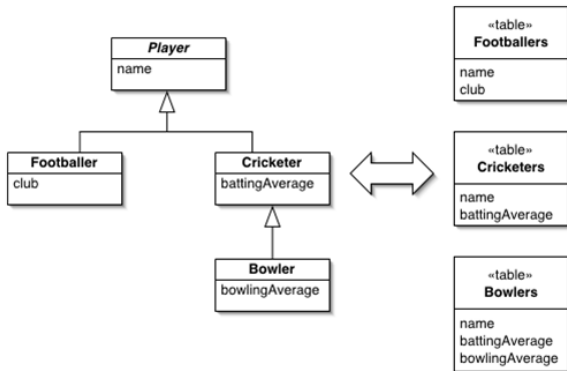 Player
name
Footballer
club
Cricketer
battingAverage
Bowler
bowlingAverage
«table»
Footballers
name
club
«table»
Cricketers
name
battingAverage
«table»
Bowlers
name
battingAverage
bowlingAverage